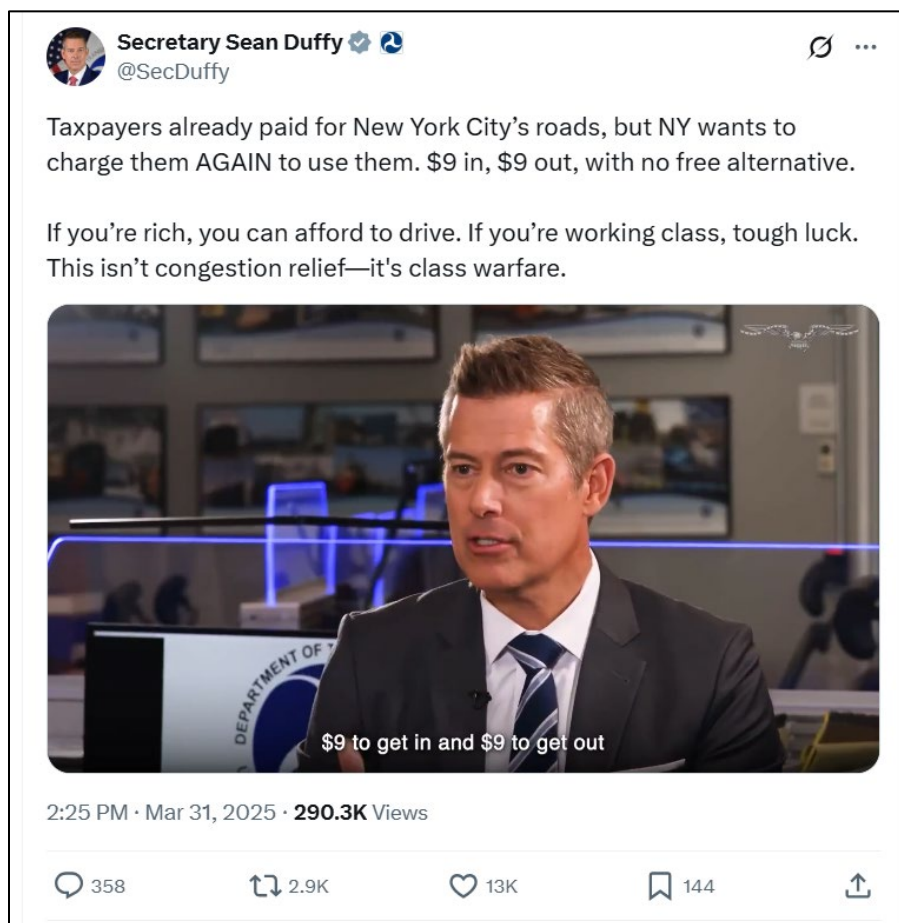 Secretary Sean Duffy
@SecDuffy
Taxpayers already paid for New York City’s roads, but NY wants to
charge them AGAIN to use them. $9 in, $9 out, with no free alternative.
If you’re rich, you can afford to drive. If you’re working class, tough luck.
This isn’t congestion relief—it's class warfare.
DEPARTMENT OF T
$9 to get in and $9 to get out
2:25 PM · Mar 31, 2025 · 290.3K Views
358 2.9K 13K 144